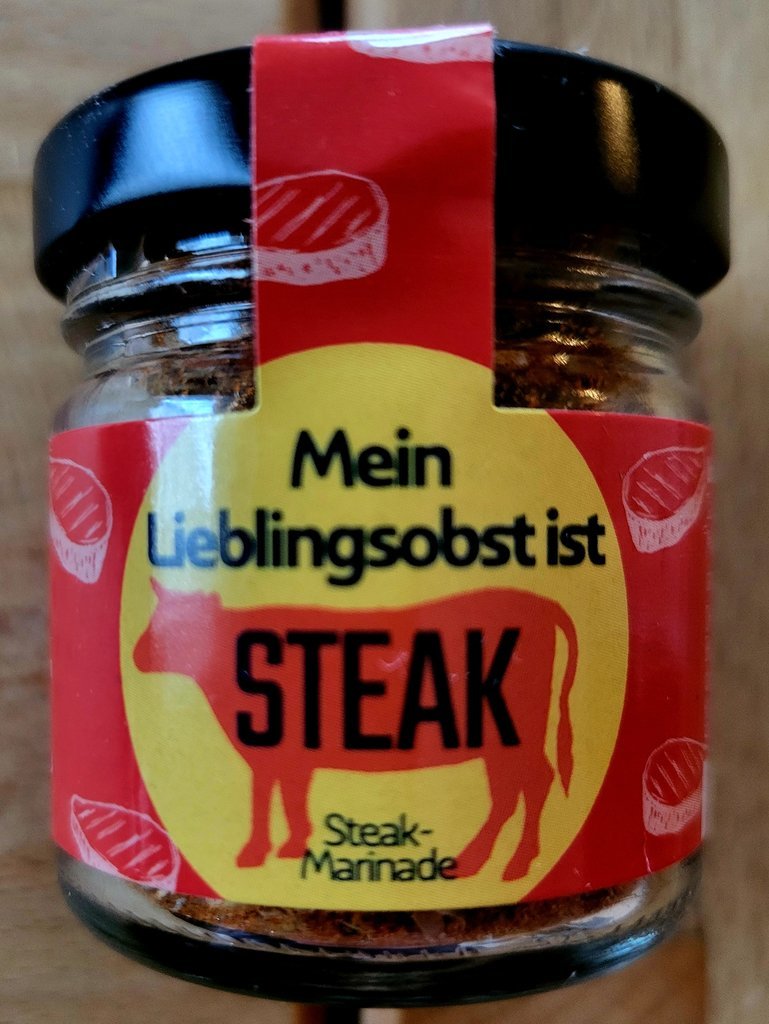 Mein
Lieblingsobst ist
STEAK
Steak-
Marinade